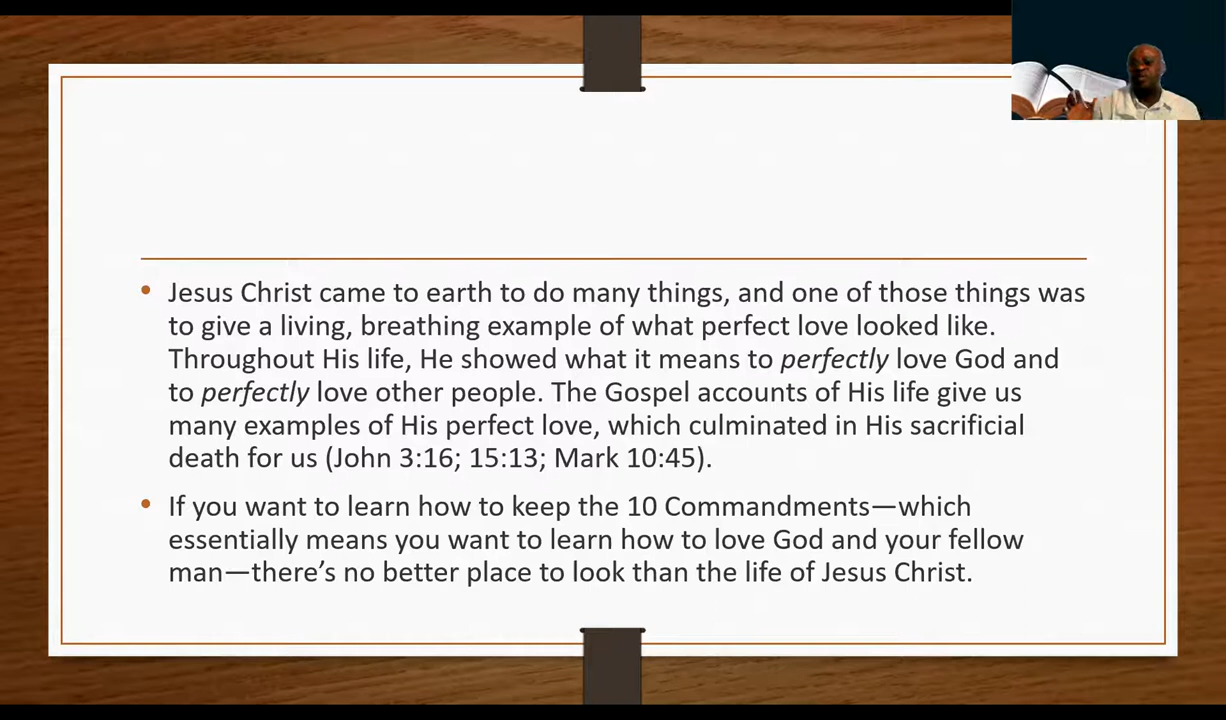 Jesus Christ came to earth to do many things, and one of those things was
to give a living, breathing example of what perfect love looked like.
Throughout His life, He showed what it means to perfectly love God and
to perfectly love other people. The Gospel accounts of His life give us
many examples of His perfect love, which culminated in His sacrificial
death for us (John 3:16; 15:13; Mark 10:45).
If you want to learn how to keep the 10 Commandments—which
essentially means you want to learn how to love God and your fellow
man—there’s no better place to look than the life of Jesus Christ.